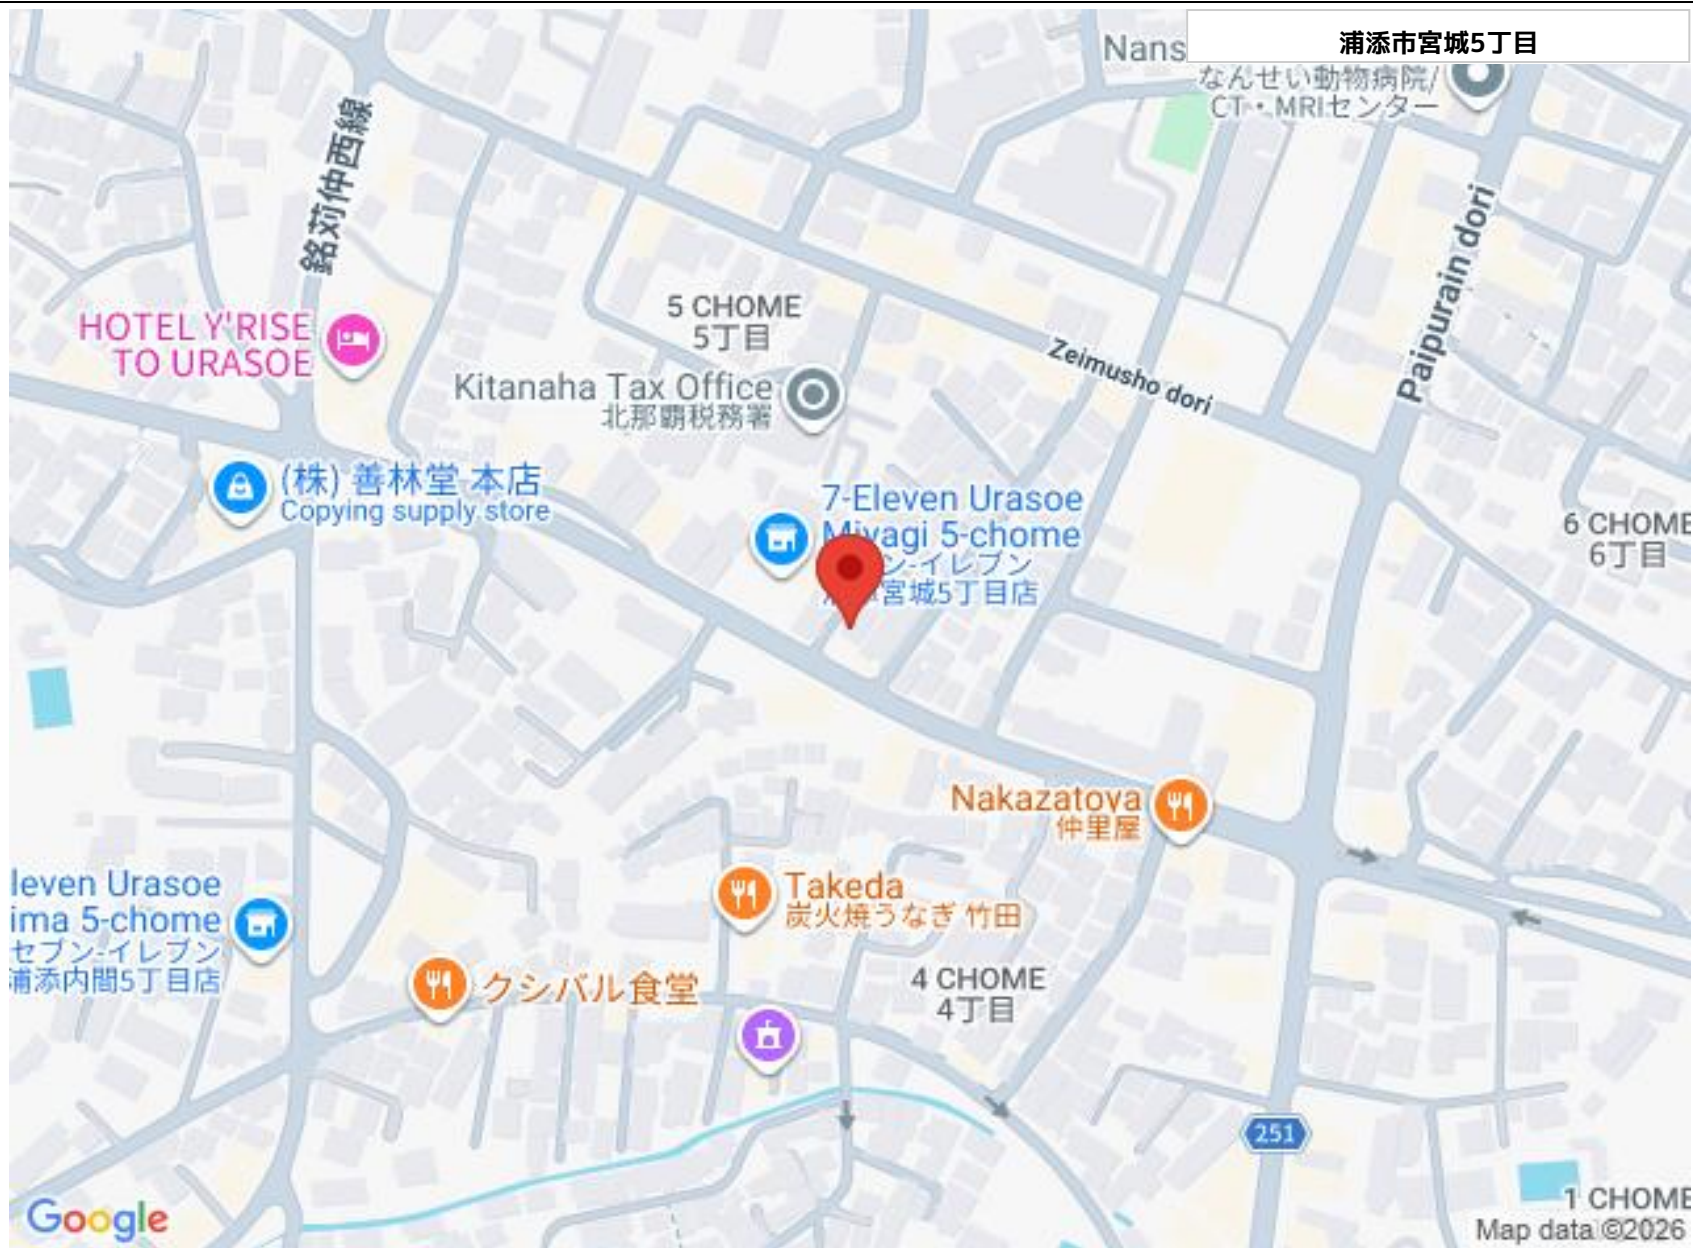 浦添市宮城5丁目
Nans
なんせい動物病院/
CT・MRIセンター
銘苅仲西線
Paipurain dori
HOTEL Y'RISE
TO URASOE
5 CHOME
5丁目
Zeimusho dori
Kitanaha Tax Office
北那覇税務署
(株) 善林堂 本店
Copying supply store
7-Eleven Urasoe
Miyagi 5-chome
ン-イレブン
宮城5丁目店
6 CHOME
6丁目
Nakazatoya
仲里屋
leven Urasoe
ima 5-chome
セブン-イレブン
浦添内間5丁目店
Takeda
炭火焼うなぎ 竹田
クシバル食堂
4 CHOME
4丁目
251
1 CHOME
Google
Map data ©2026